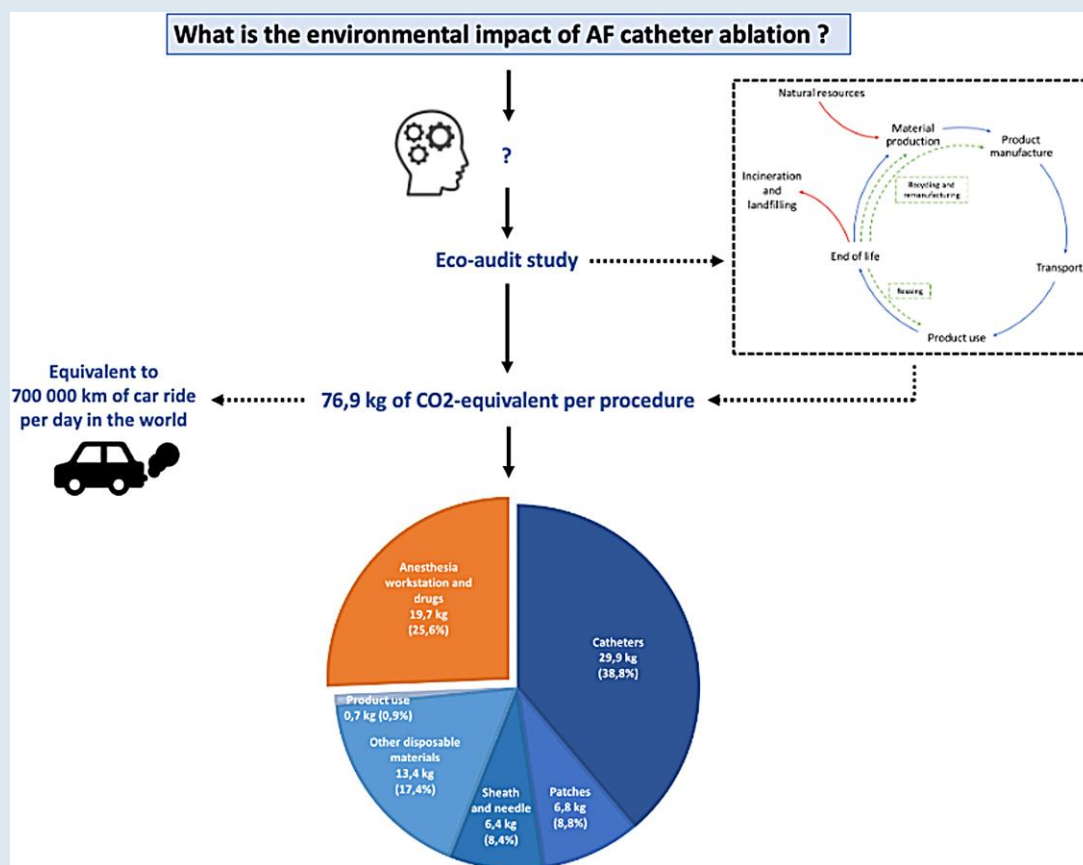 What is the environmental impact of AF catheter ablation ?
?
Eco-audit study
Natural resources
Material
production
Product
manufacture
Recycling and
remanufacturing
Incineration
and
landfilling
End of life
Transport
Reusing
Product use
Equivalent to
700 000 km of car ride
per day in the world
76,9 kg of CO2-equivalent per procedure
Anesthesia
workstation and
drugs
19,7 kg
(25,6%)
Catheters
29,9 kg
(38,8%)
Product use
0,7 kg (0,9%)
Other disposable
materials
13,4 kg
(17,4%)
Sheath
and needle
6,4 kg
(8,4%)
Patches
6,8 kg
(8,8%)